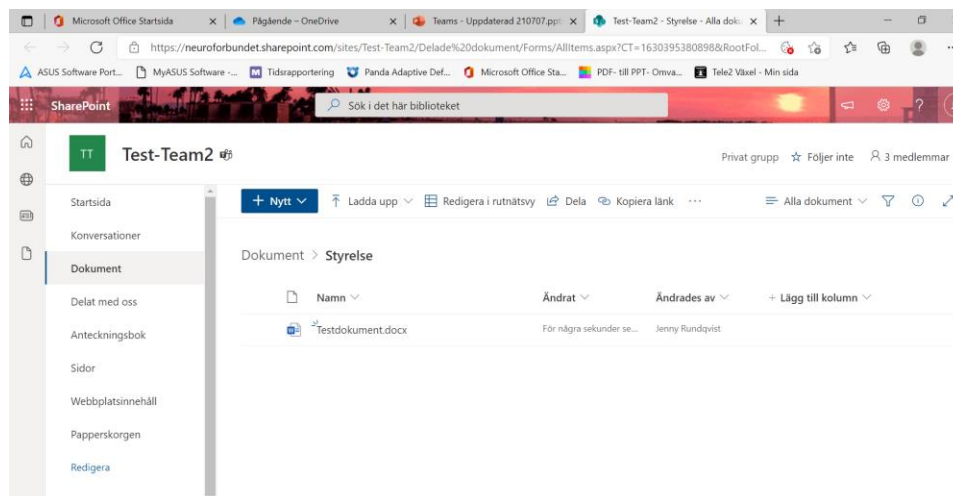 Microsoft Office Startsida
Pågående – OneDrive
Teams - Uppdaterad 210707.ppt
Test-Team2 - Styrelse - Alla doku
https://neuroforbundet.sharepoint.com/sites/Test-Team2/Delade%20dokument/Forms/AllItems.aspx?CT=1630395380898&RootFol...
ASUS Software Port...
MyASUS Software -...
Tidsrapportering
Panda Adaptive Def...
Microsoft Office Sta...
PDF- till PPT- Omva...
Tele2 Växel - Min sida
SharePoint
Sök i det här biblioteket
TT
Test-Team2
Privat grupp
Följer inte
3 medlemmar
Startsida
Konversationer
Dokument
Delat med oss
Anteckningsbok
Sidor
Webbplatsinnehåll
Papperskorgen
Redigera
+ Nytt
Ladda upp
Redigera i rutnätsvy
Dela
Kopiera länk
...
Alla dokument
Dokument > Styrelse
Namn
Ändrat
Ändrades av
+ Lägg till kolumn
Testdokument.docx
För några sekunder se...
Jenny Rundqvist